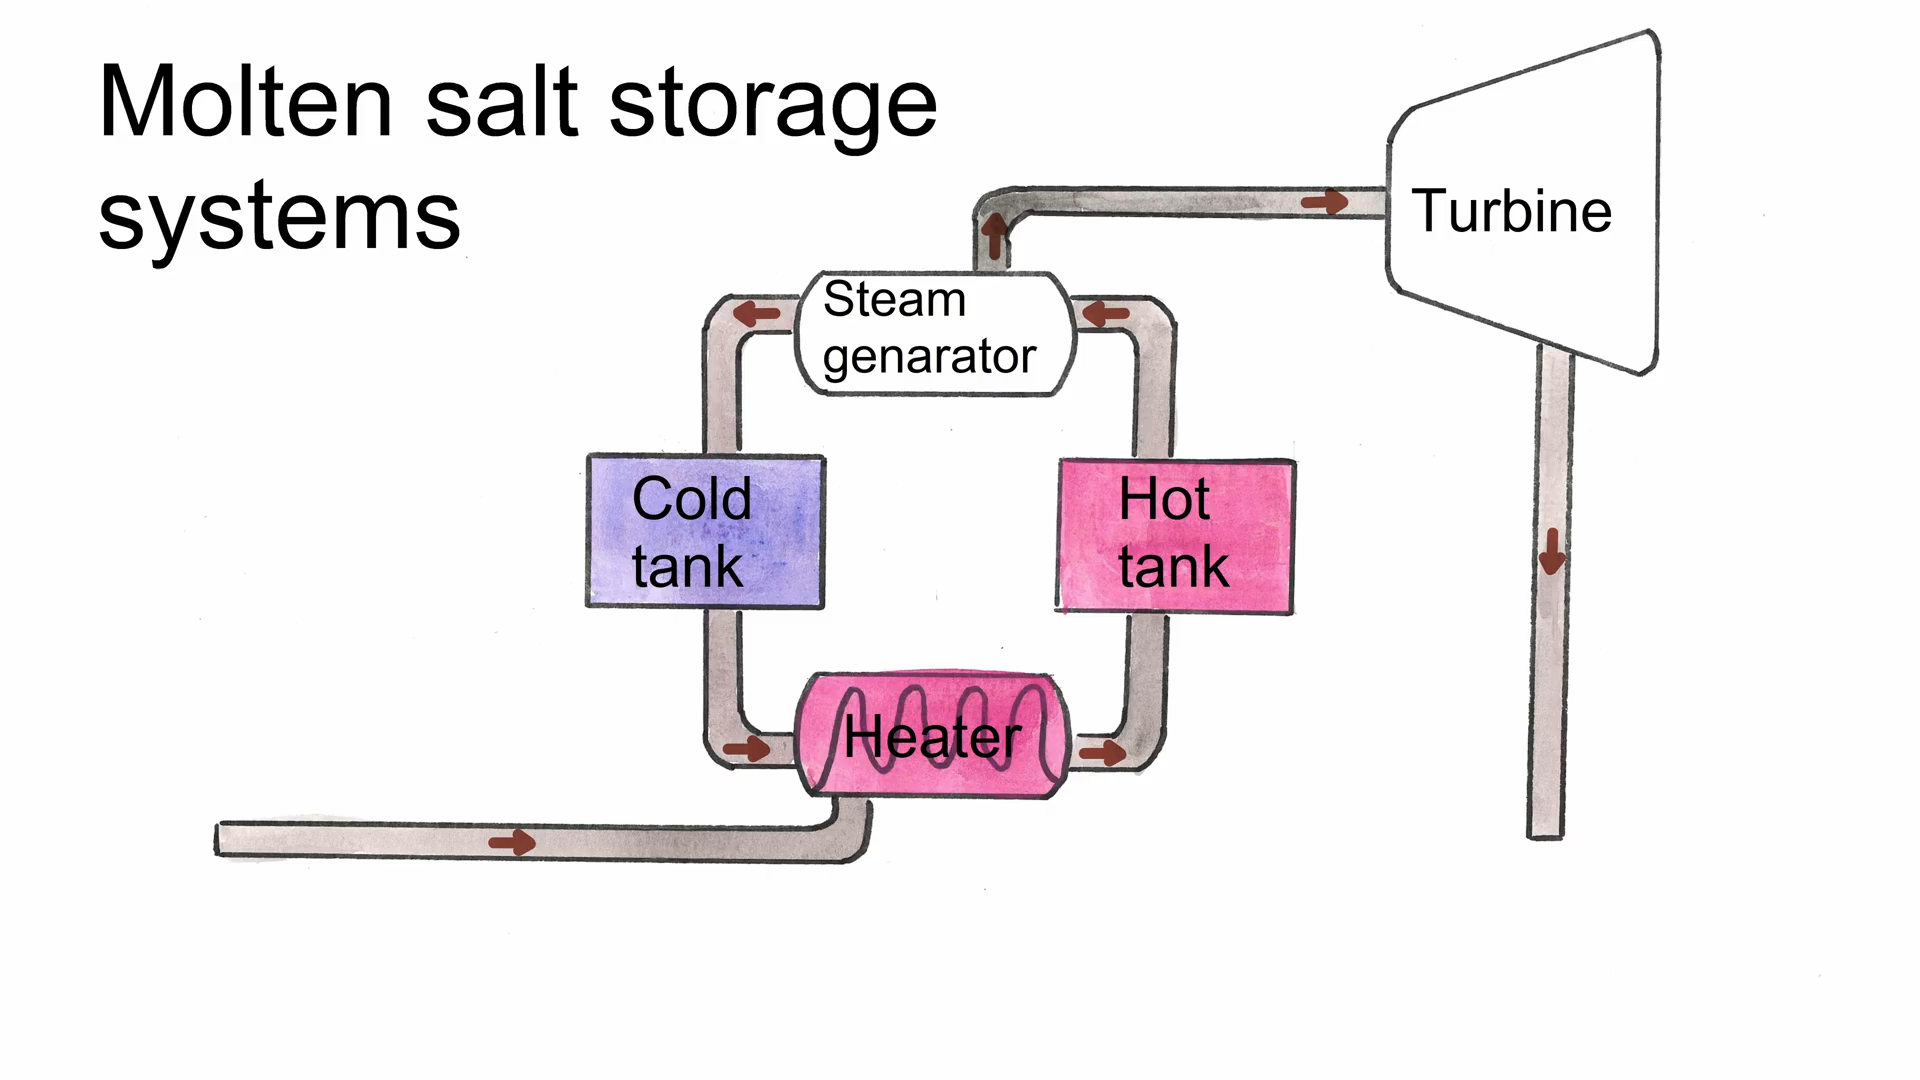 Molten salt storage
systems
Turbine
Steam
genarator
Cold
tank
Hot
tank
Heater